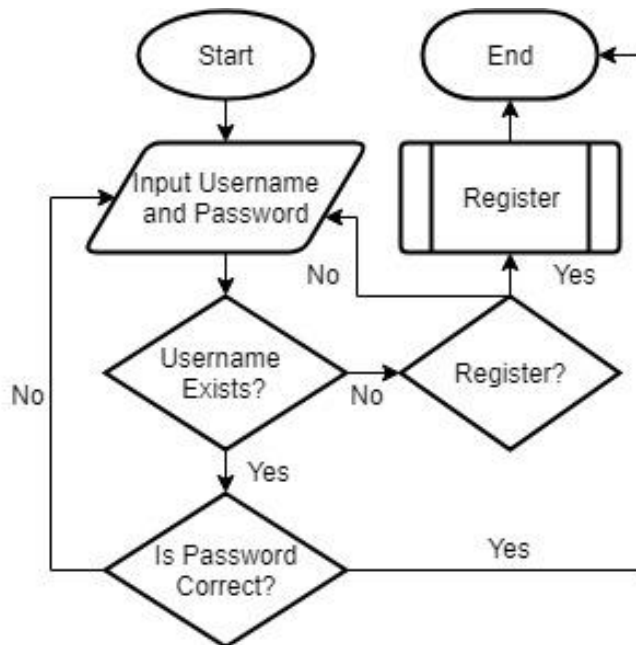 Start
End
Input Username
and Password
Register
No
Yes
Username
Exists?
No
Register?
No
Yes
Is Password
Correct?
Yes